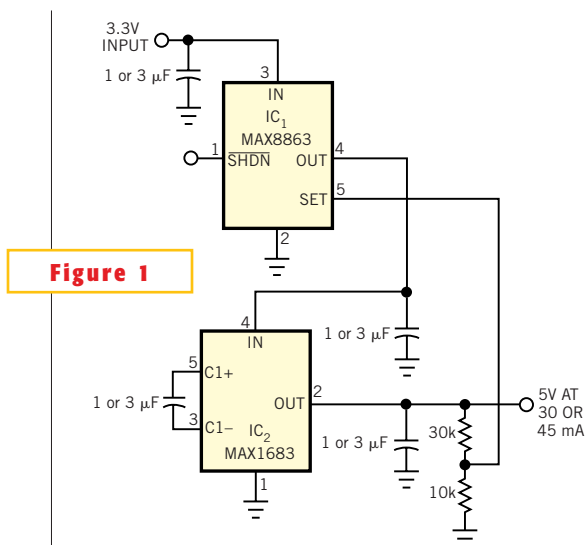 3.3V
INPUT
1 or 3 μF
3
IN
IC1
MAX8863
1
SHDN
OUT
4
SET
5
2
Figure 1
4
IN
1 or 3 μF
5
C1+
1 or 3 μF
3
C1−
OUT
2
IC2
MAX1683
1
1 or 3 μF
30k
10k
5V AT
30 OR
45 mA